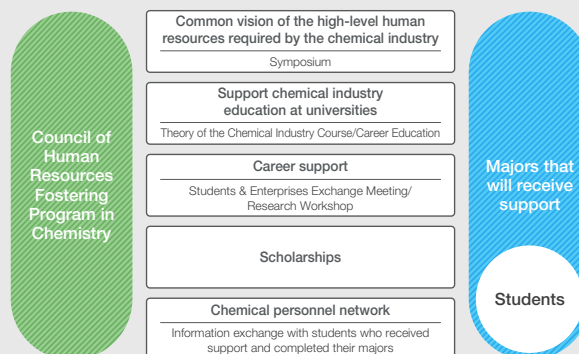 Council of
Human
Resources
Fostering
Program in
Chemistry
Common vision of the high-level human
resources required by the chemical industry
Symposium
Support chemical industry
education at universities
Theory of the Chemical Industry Course/Career Education
Career support
Students & Enterprises Exchange Meeting/
Research Workshop
Scholarships
Chemical personnel network
Information exchange with students who received
support and completed their majors
Majors that
will receive
support
Students